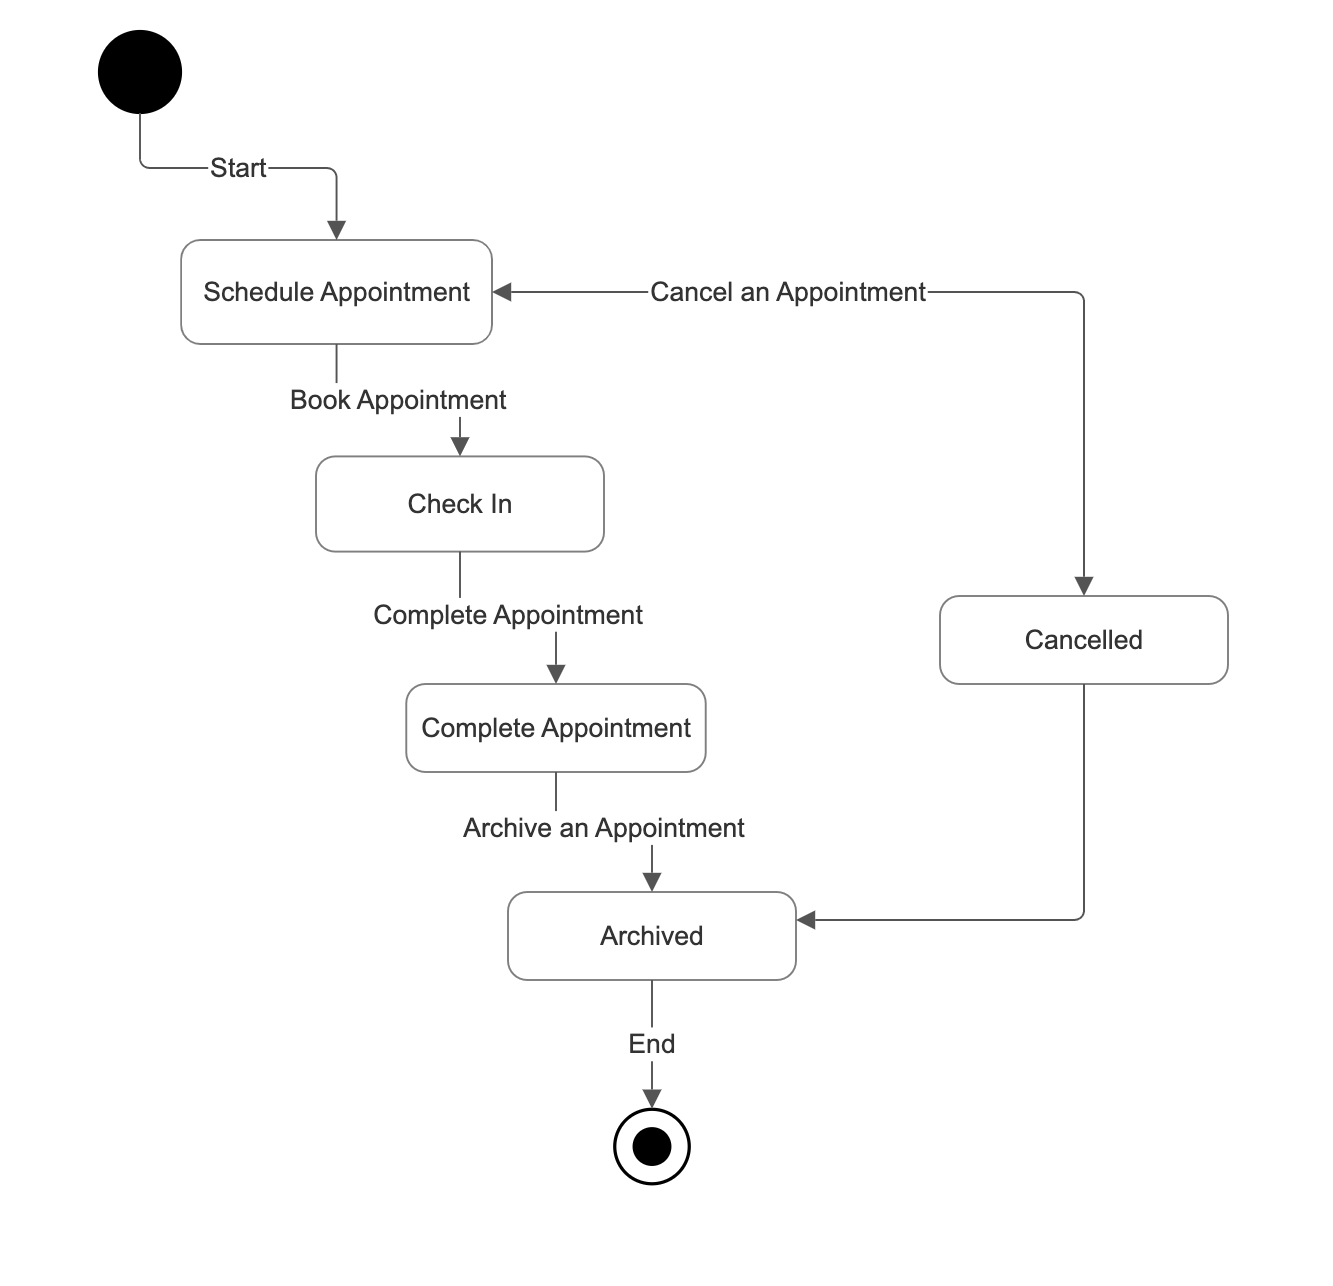 Start
Schedule Appointment
Cancel an Appointment
Book Appointment
Check In
Complete Appointment
Cancelled
Complete Appointment
Archive an Appointment
Archived
End